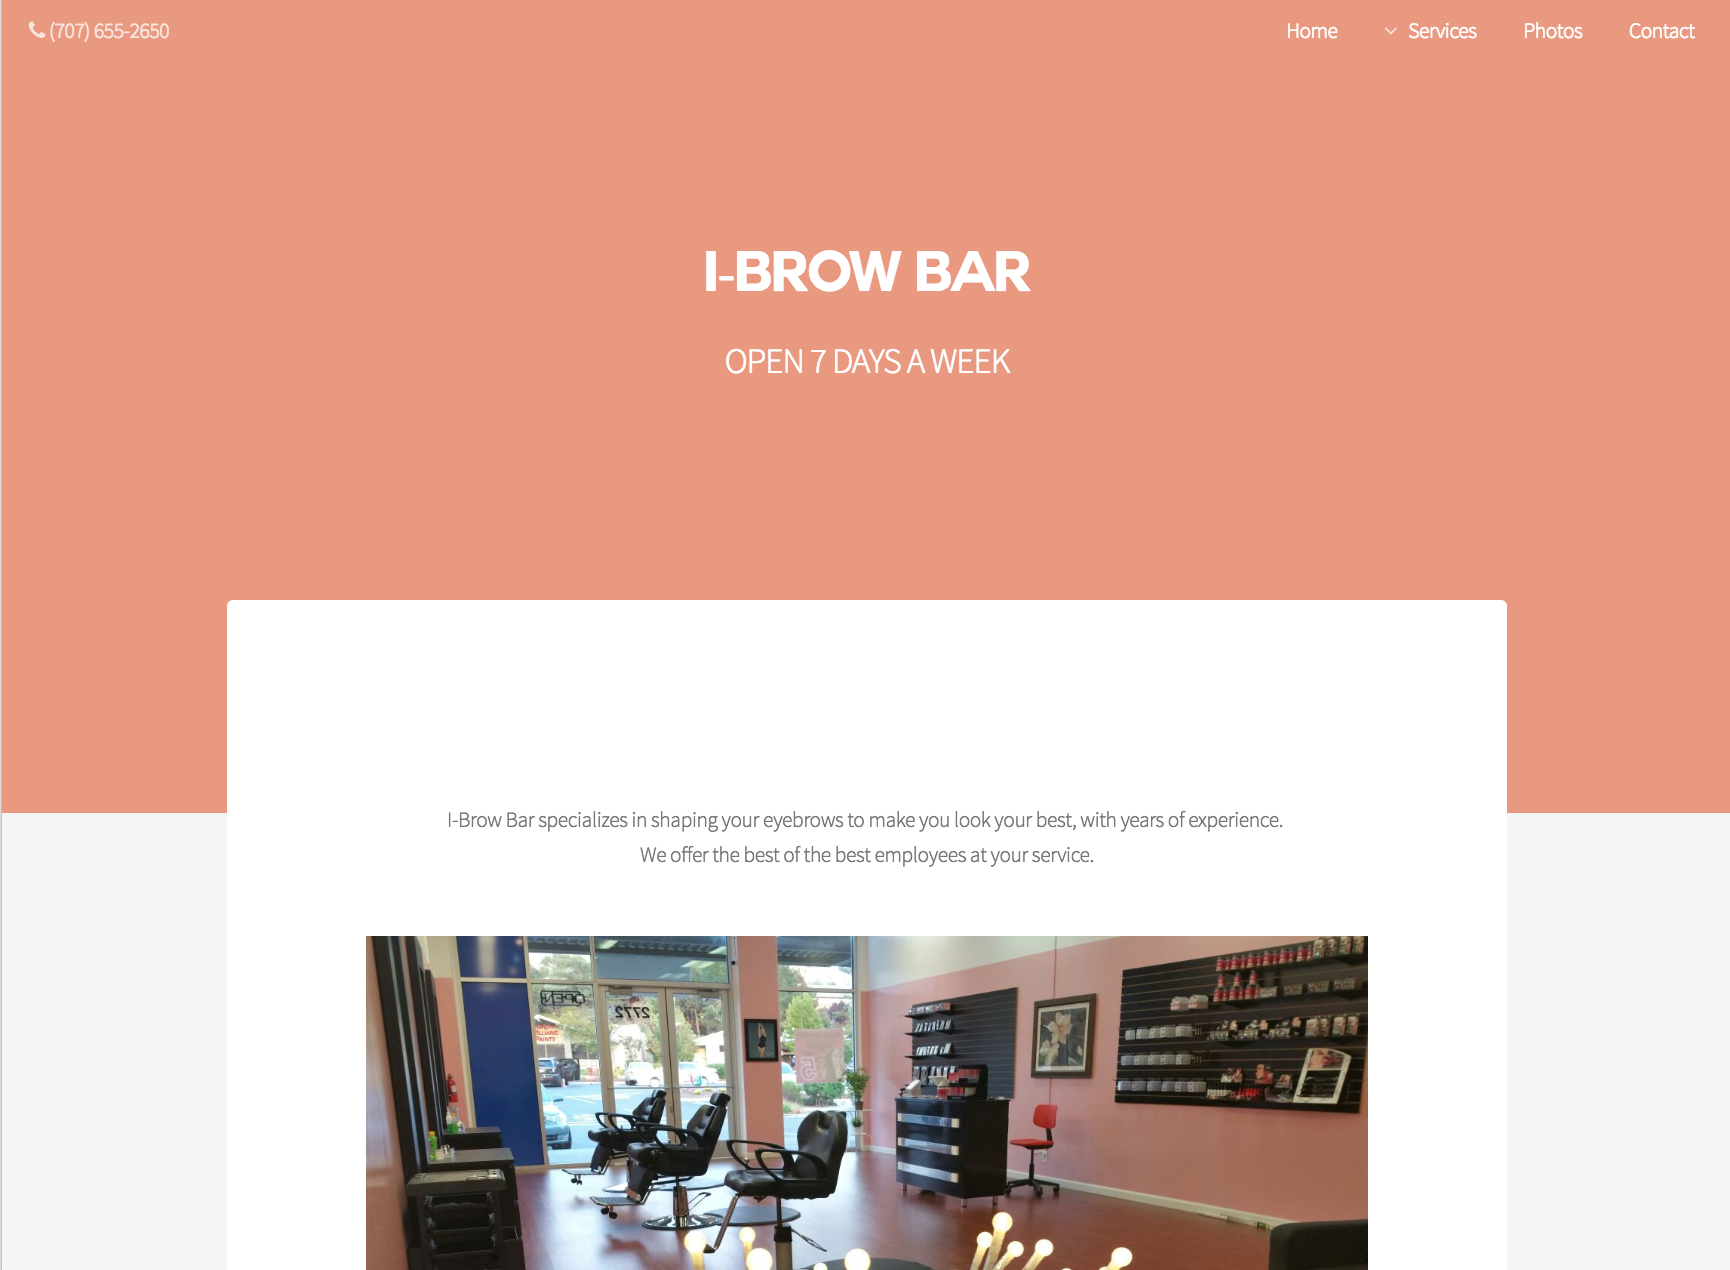 (707) 655-2650
Home
Services
Photos
Contact
I-BROW BAR
OPEN 7 DAYS A WEEK
I-Brow Bar specializes in shaping your eyebrows to make you look your best, with years of experience.
We offer the best of the best employees at your service.
OPEN
2772